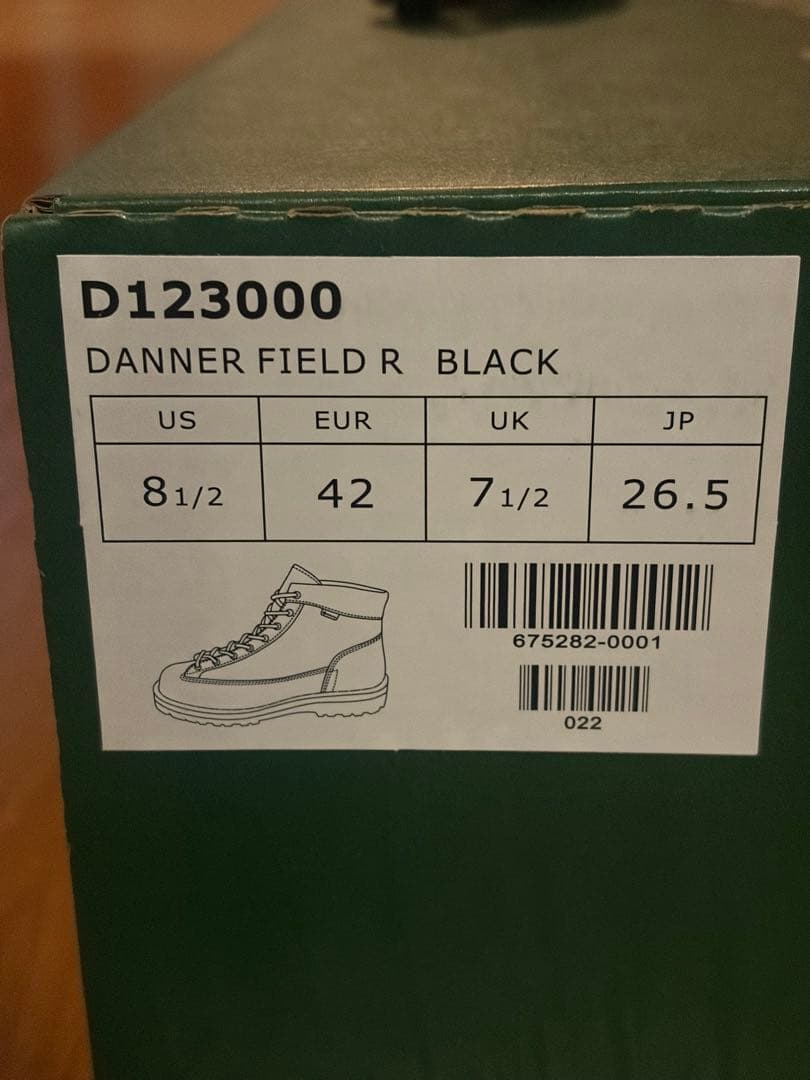 D123000
DANNER FIELD R BLACK
US EUR UK JP
8 1/2 42 7 1/2 26.5
675282-0001
022